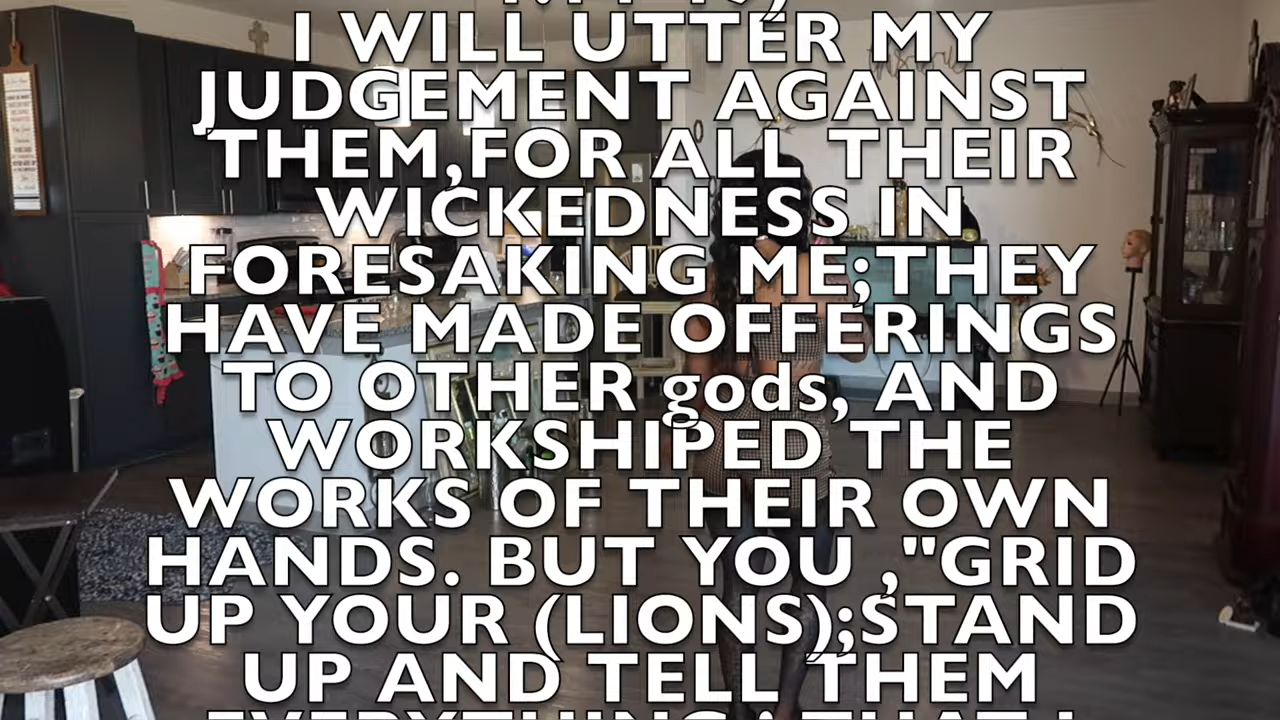 I WILL UTTER MY
JUDGEMENT AGAINST
THEM,FOR ALL THEIR
WICKEDNESS IN
FORESAKING ME;THEY
HAVE MADE OFFERINGS
TO OTHER gods, AND
WORKSHIPED THE
WORKS OF THEIR OWN
HANDS. BUT YOU ,"GRID
UP YOUR (LIONS);STAND
UP AND TELL THEM